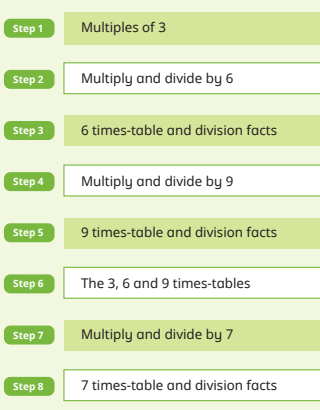 Step 1 Multiples of 3
Step 2 Multiply and divide by 6
Step 3 6 times-table and division facts
Step 4 Multiply and divide by 9
Step 5 9 times-table and division facts
Step 6 The 3, 6 and 9 times-tables
Step 7 Multiply and divide by 7
Step 8 7 times-table and division facts